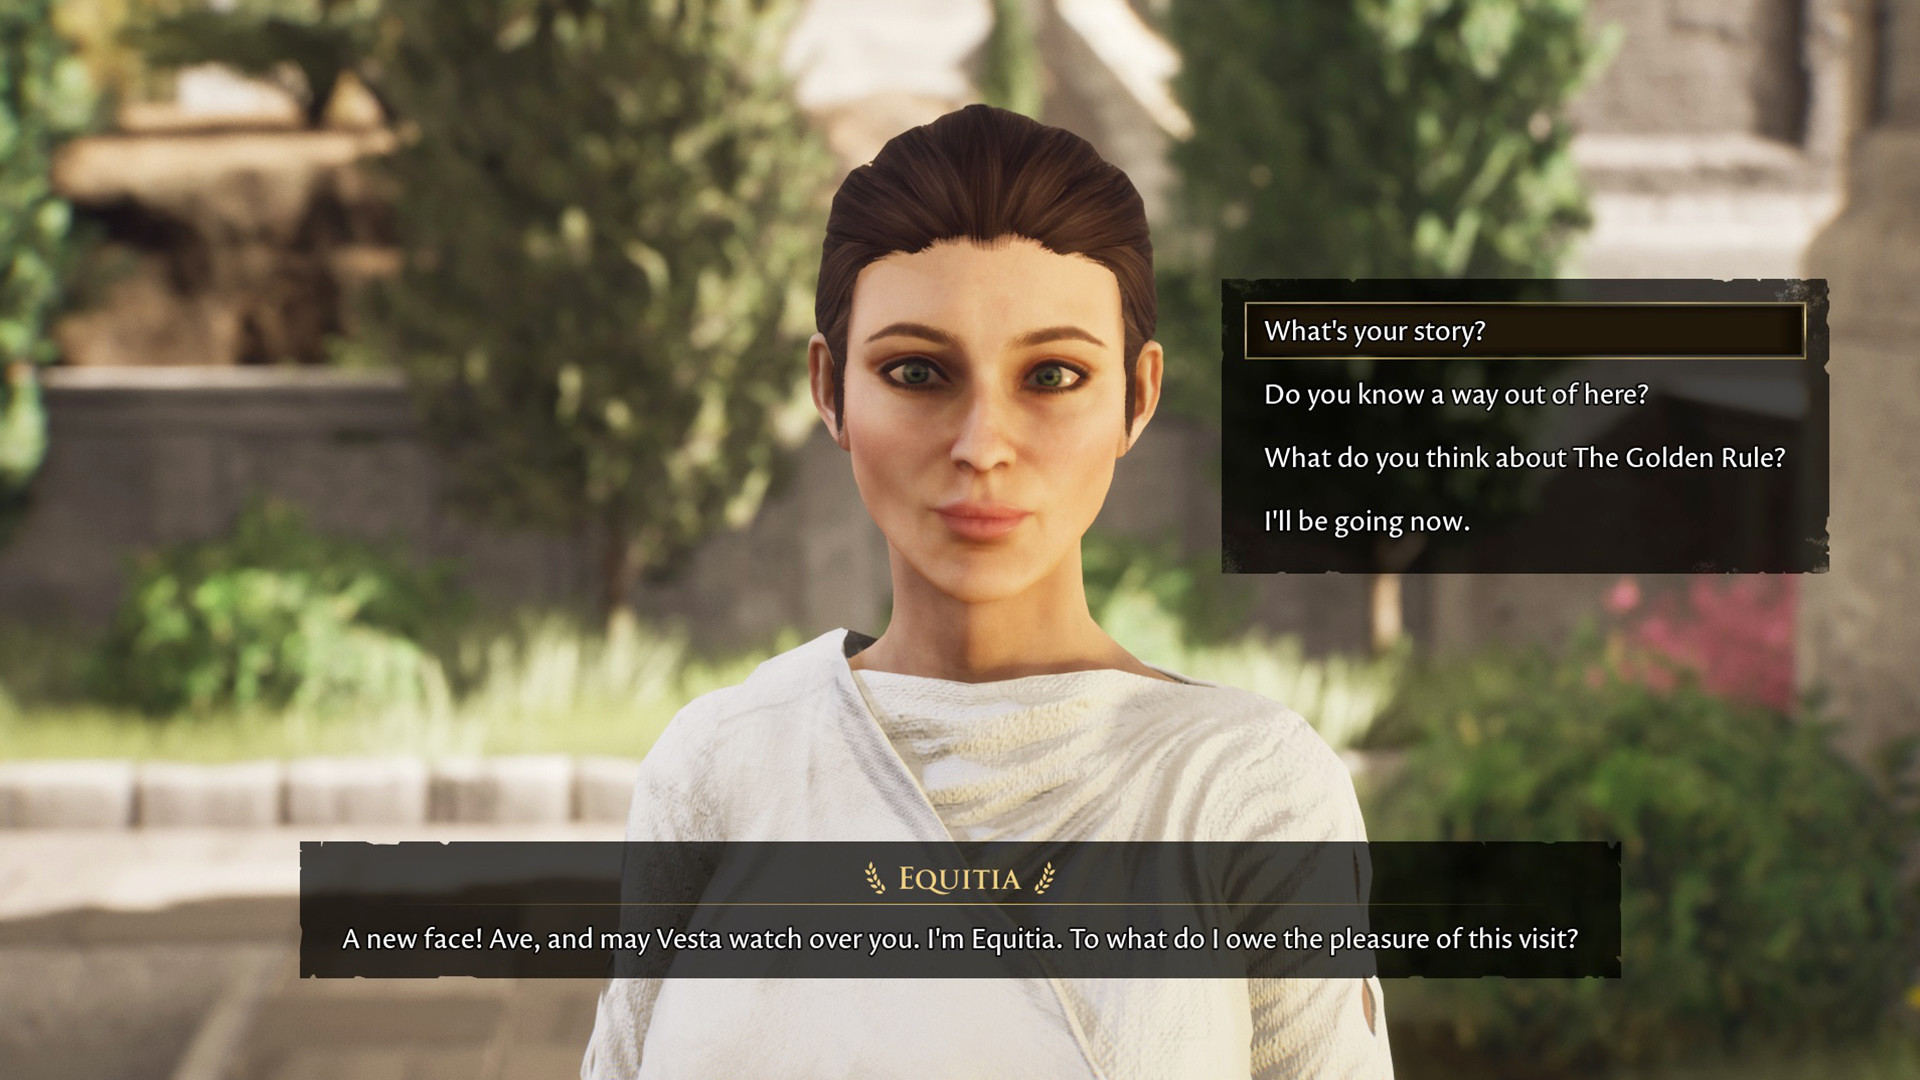 What's your story?
Do you know a way out of here?
What do you think about The Golden Rule?
I'll be going now.
EQUITIA
A new face! Ave, and may Vesta watch over you. I'm Equitia. To what do I owe the pleasure of this visit?